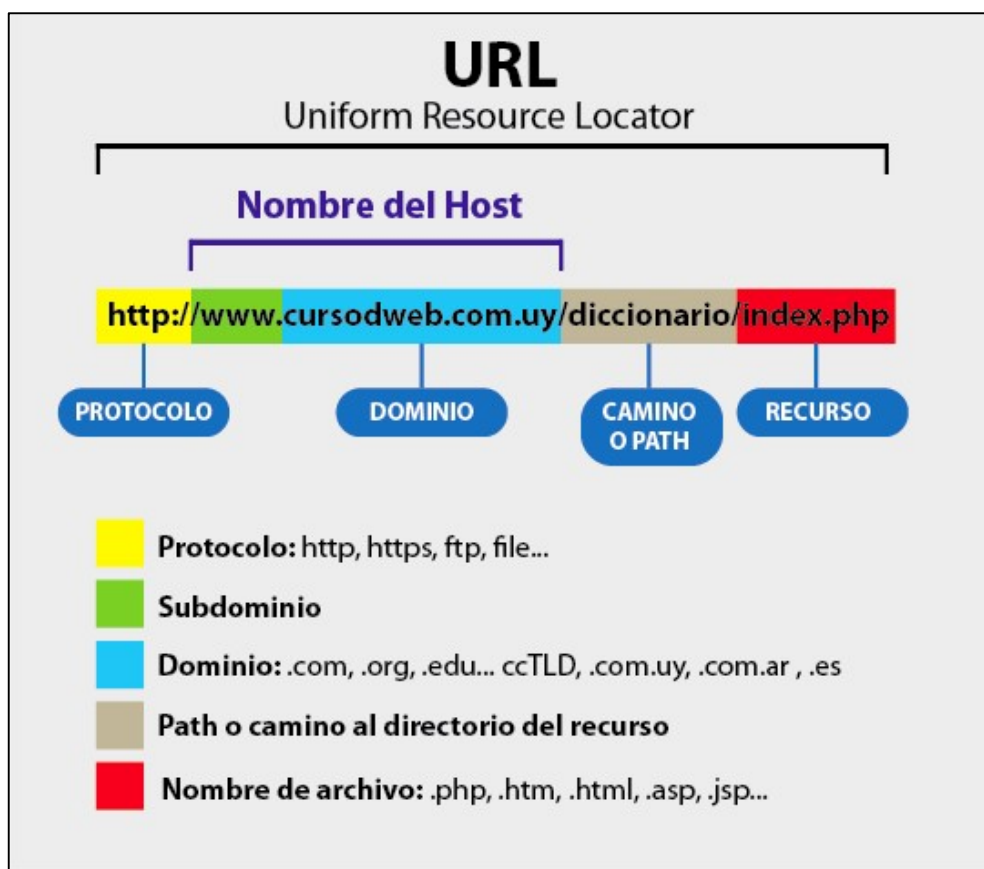 URL
Uniform Resource Locator
Nombre del Host
http://www.cursodweb.com.uy/diccionario/index.php
PROTOCOLO
DOMINIO
CAMINO
O PATH
RECURSO
Protocolo: http, https, ftp, file...
Subdominio
Dominio: .com, .org, .edu... ccTLD, .com.uy, .com.ar , .es
Path o camino al directorio del recurso
Nombre de archivo: .php, .htm, .html, .asp, .jsp...